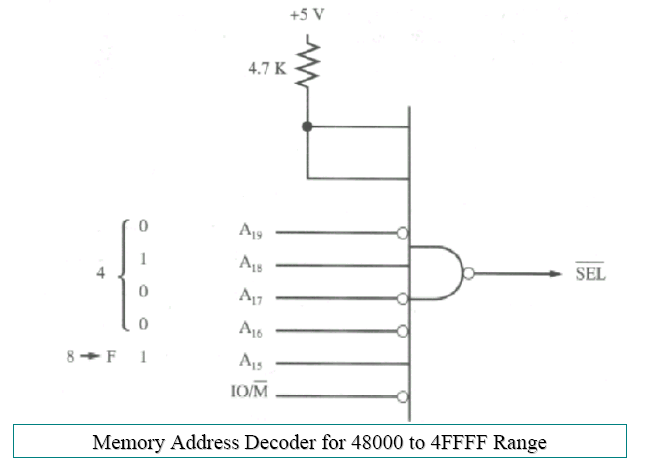 +5 V
4.7 K
0 A₁₉
1 A₁₈
4
0 A₁₇
0 A₁₆
8 → F 1 A₁₅
IO/M̅
S̅E̅L̅
Memory Address Decoder for 48000 to 4FFFF Range